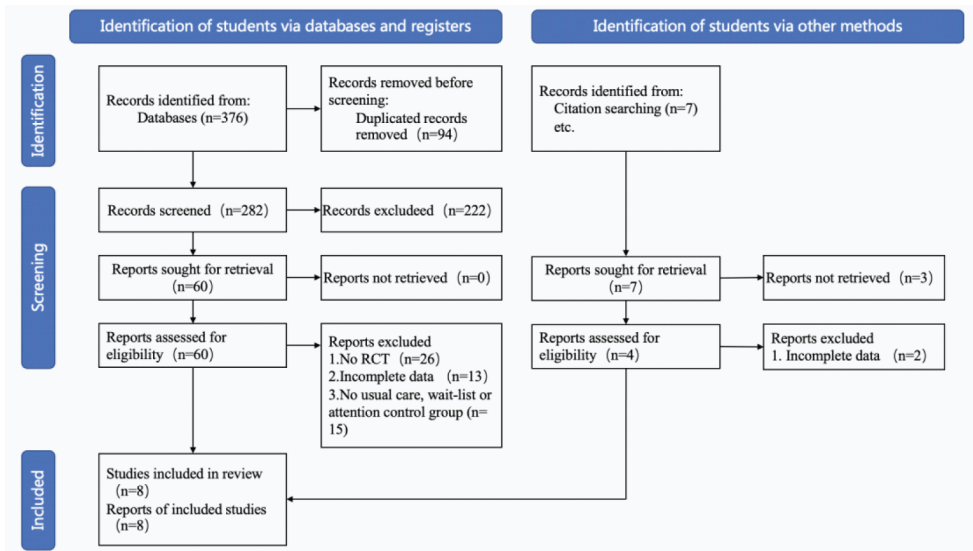 Identification of students via databases and registers
Identification of students via other methods
Identification
Records identified from:
Databases (n=376)
Records removed before
screening:
Duplicated records
removed (n=94)
Records identified from:
Citation searching (n=7)
etc.
Screening
Records screened (n=282)
Records excludeed (n=222)
Reports sought for retrieval
(n=60)
Reports not retrieved (n=0)
Reports sought for retrieval
(n=7)
Reports not retrieved (n=3)
Reports assessed for
eligibility (n=60)
Reports excluded
1.No RCT (n=26)
2.Incomplete data (n=13)
3.No usual care, wait-list or
attention control group (n=
15)
Reports assessed for
eligibility (n=4)
Reports excluded
1. Incomplete data (n=2)
Included
Studies included in review
(n=8)
Reports of included studies
(n=8)